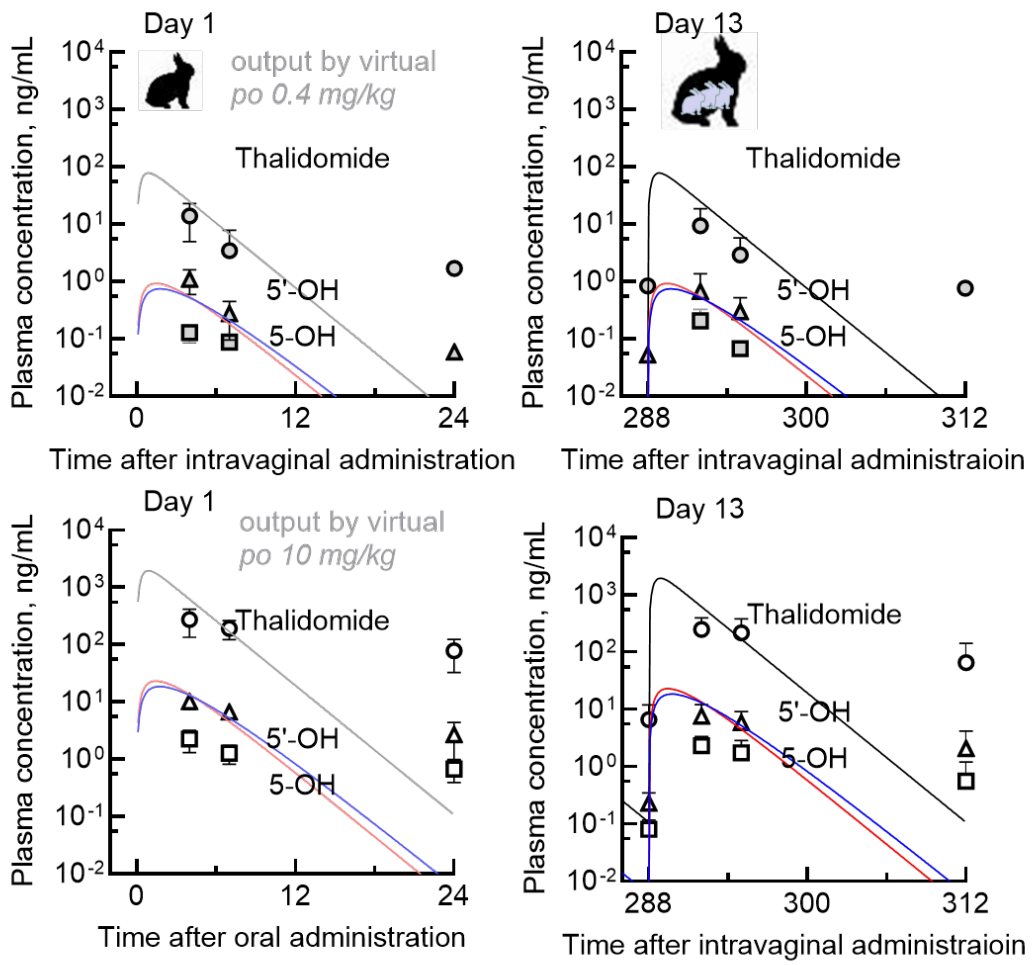 Day 1
Plasma concentration, ng/mL
10⁴
10³
10²
10¹
10⁰
10⁻¹
10⁻²
output by virtual
po 0.4 mg/kg
Thalidomide
5'-OH
5-OH
0
12
24
Time after intravaginal administration
Day 13
Plasma concentration, ng/mL
10⁴
10³
10²
10¹
10⁰
10⁻¹
10⁻²
Thalidomide
5'-OH
5-OH
288
300
312
Time after intravaginal administraioin
Day 1
Plasma concentration, ng/mL
10⁴
10³
10²
10¹
10⁰
10⁻¹
10⁻²
output by virtual
po 10 mg/kg
Thalidomide
5'-OH
5-OH
0
12
24
Time after oral administration
Day 13
Plasma concentration, ng/mL
10⁴
10³
10²
10¹
10⁰
10⁻¹
10⁻²
Thalidomide
5'-OH
5-OH
288
300
312
Time after intravaginal administraioin